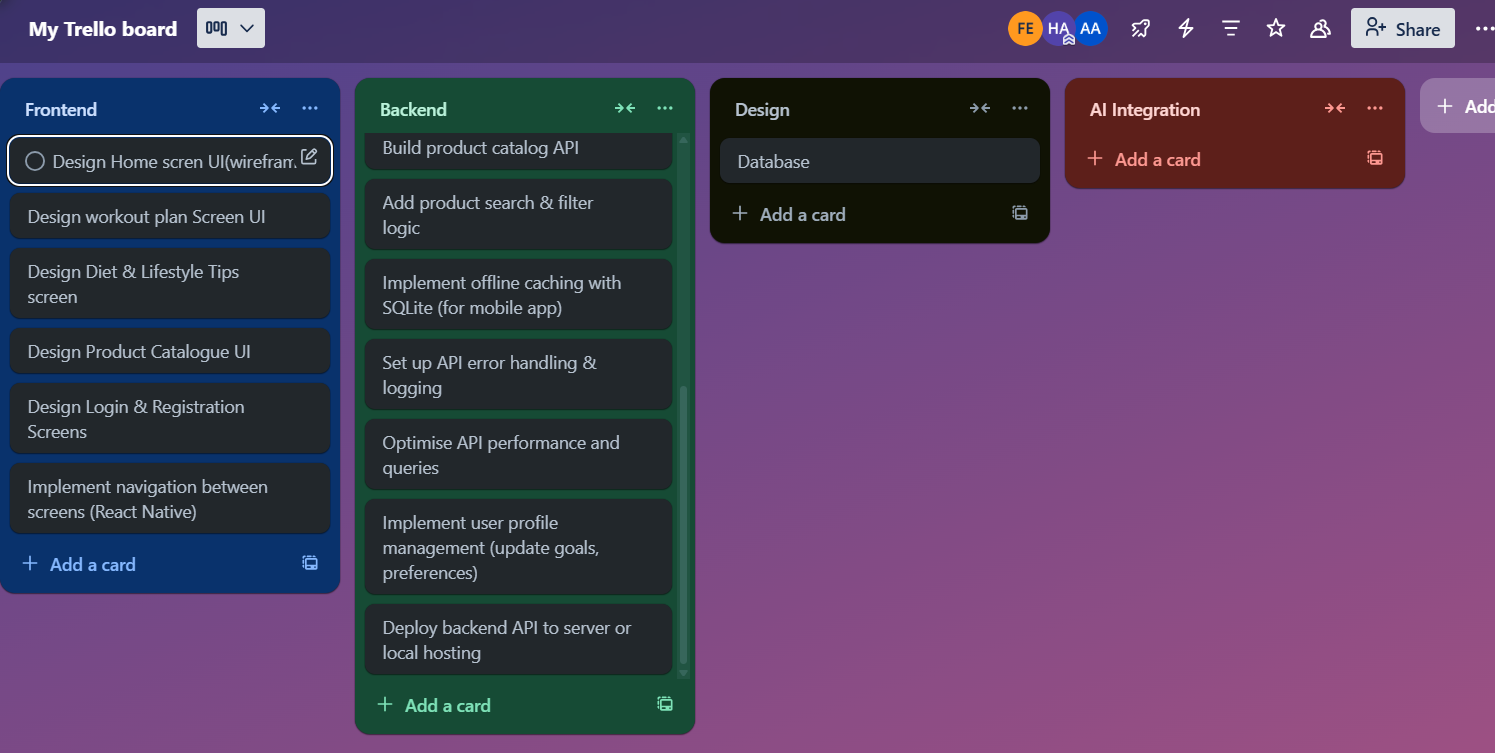 My Trello board
FE
HA
AA
Share
Frontend
Design Home scren UI(wirefram
Design workout plan Screen UI
Design Diet & Lifestyle Tips
screen
Design Product Catalogue UI
Design Login & Registration
Screens
Implement navigation between
screens (React Native)
Add a card
Backend
Build product catalog API
Add product search & filter
logic
Implement offline caching with
SQLite (for mobile app)
Set up API error handling &
logging
Optimise API performance and
queries
Implement user profile
management (update goals,
preferences)
Deploy backend API to server or
local hosting
Add a card
Design
Database
Add a card
AI Integration
Add a card
Add